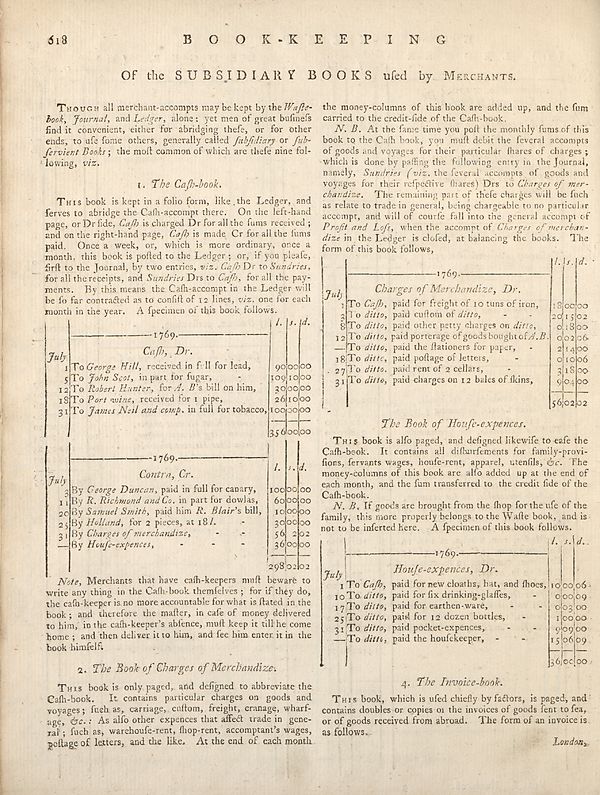 618 BOOK-KEEPING
Of the SUBSIDIARY BOOKS uſed by MERCHANTS.
THOUGH all merchant-accompts may be kept by the Waſte-
book, Journal, and Ledger, alone; yet men of great buſineſs
find it convenient, either for abridging theſe, or for other
ends, to uſe ſome others, generally called ſubſidiary or ſub-
ſervient Books; the moſt common of which are theſe nine fol-
lowing, viz.
1. The Caſh-book.
THIS book is kept in a folio form, like the Ledger, and
ſerves to abridge the Caſh-accompt there. On the left-hand
page, or Dr ſide, Caſh is charged Dr for all the ſums received;
and on the right-hand page, Caſh is made Cr for all the ſums
paid. Once a week, or, which is more ordinary, once a
month, this book is poſted to the Ledger; or, if you pleaſe,
firſt to the Journal, by two entries, viz. Caſh Dr to Sundries,
for all the receipts, and Sundries Drs to Caſh, for all the pay-
ments. By this means the Caſh-accompt in the Ledger will
be ſo far contracted as to conſiſt of 12 lines, viz. one for each
month in the year. A ſpecimen of this book follows.
1769. l. s. d.
July Caſh, Dr.
1 To George Hill, received in full for lead, 90 00 00
5 To John Scot, in part for ſugar, 109 10 00
12 To Robert Hunter, for A. B's bill on him, 30 00 00
18 To Port wine, received for 1 pipe, 26 10 00
31 To James Neil and comp. in full for tobacco, 100 00 00
356 00 00
1769. l. s. d.
July Contra, Cr.
3 By George Duncan, paid in full for canary, 100 00 00
11 By R. Richmond and Co. in part for dowlas, 60 00 00
20 By Samuel Smith, paid him R. Blair's bill, 10 00 00
25 By Holland, for 2 pieces, at 18 l. - 30 00 00
31 By Charges of merchandize, - - 56 2 02
— By Houſe-expences, - - - 36 00 00
298 02 02
Note, Merchants that have caſh-keepers muſt beware to
write any thing in the Caſh-book themſelves; for if they do,
the caſh-keeper is no more accountable for what is ſtated in the
book; and therefore the maſter, in caſe of money delivered
to him, in the caſh-keeper's abſence, muſt keep it till he come
home; and then deliver it to him, and ſee him enter it in the
book himſelf.
2. The Book of Charges of Merchandize.
THIS book is only paged, and deſigned to abbreviate the
Caſh-book. It contains particular charges on goods and
voyages; ſuch as, carriage, cuſtom, freight, cranage, wharf-
age, &c.: As alſo other expences that affect trade in gene-
ral; ſuch as, warehouſe-rent, ſhop-rent, accomptant's wages,
poſtage of letters, and the like. At the end of each month
the money-columns of this book are added up, and the ſum
carried to the credit-ſide of the Caſh-book.
N. B. At the ſame time you poſt the monthly ſums of this
book to the Caſh book, you muſt debit the ſeveral accompts
of goods and voyages for their particular ſhares of charges;
which is done by paſſing the following entry in the Journal,
namely, Sundries (viz. the ſeveral accompts of goods and
voyages for their reſpective ſhares) Drs to Charges of mer-
chandize. The remaining part of theſe charges will be ſuch
as relate to trade in general, being chargeable to no particular
accompt, and will of courſe fall into the general accompt of
Profit and Loſs, when the accompt of Charges of merchan-
dize in the Ledger is cloſed, at balancing the books. The
form of this book follows,
1769. l. s. d.
July Charges of Merchandize, Dr.
1 To Caſh, paid for freight of 10 tuns of iron, 18 00 00
3 To ditto, paid cuſtom of ditto, - - 20 15 02
8 To ditto, paid other petty charges on ditto, 0 18 00
12 To ditto, paid porterage of goods bought of A.B. 0 02 06
— To ditto, paid the ſtationers for paper, - 2 14 00
18 To ditto, paid poſtage of letters, - 0 10 06
27 To ditto, paid rent of 2 cellars, - 3 18 00
31 To ditto, paid charges on 12 bales of ſkins, 9 04 00
56 02 02
The Book of Houſe-expences.
THIS book is alſo paged, and deſigned likewiſe to eaſe the
Caſh-book. It contains all diſburſements for family-provi-
ſions, ſervants wages, houſe-rent, apparel, utenſils, &c. The
money-columns of this book are alſo added up at the end of
each month, and the ſum transferred to the credit ſide of the
Caſh-book.
N. B. If goods are brought from the ſhop for the uſe of the
family, this more properly belongs to the Waſte book, and is
not to be inſerted here. A ſpecimen of this book follows.
1769. l. s. d.
July Houſe-expences, Dr.
1 To Caſh, paid for new cloaths, hat, and ſhoes, 10 00 06
10 To ditto, paid for ſix drinking-glaſſes, - 0 00 09
17 To ditto, paid for earthen-ware, - - 0 03 00
25 To ditto, paid for 12 dozen bottles, - 1 00 00
31 To ditto, paid pocket-expences, - - 9 09 00
— To ditto, paid the houſekeeper, - - 15 06 09
36 00 00
4. The Invoice-book.
THIS book, which is uſed chiefly by factors, is paged, and
contains doubles or copies of the invoices of goods ſent to ſea,
or of goods received from abroad. The form of an invoice is
as follows.
London,